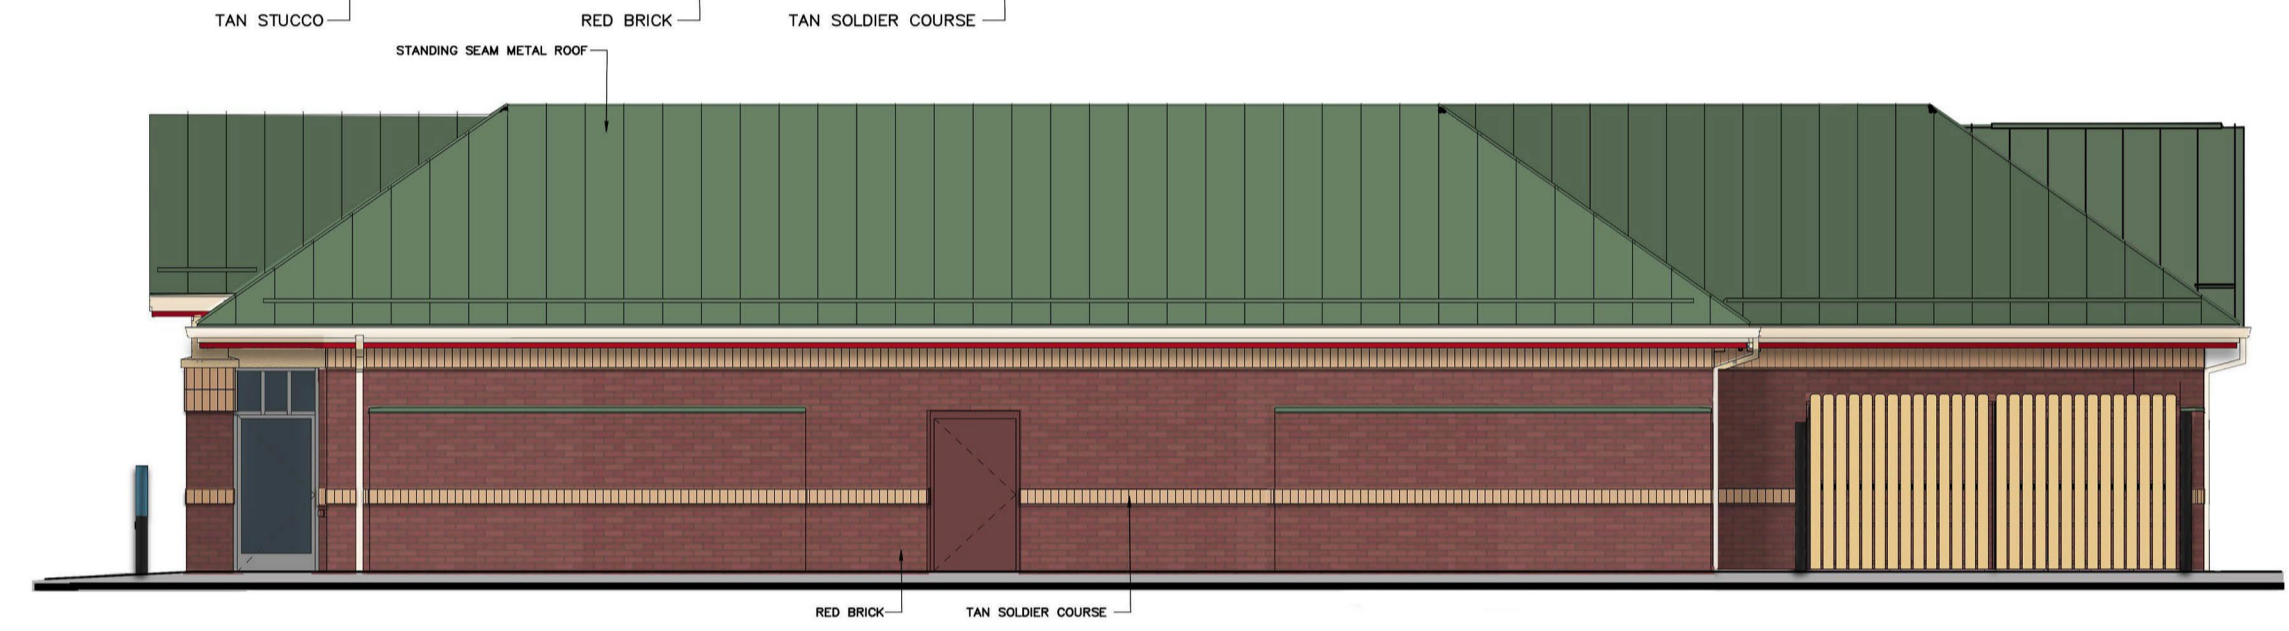 TAN STUCCO
RED BRICK
TAN SOLDIER COURSE
STANDING SEAM METAL ROOF
RED BRICK
TAN SOLDIER COURSE